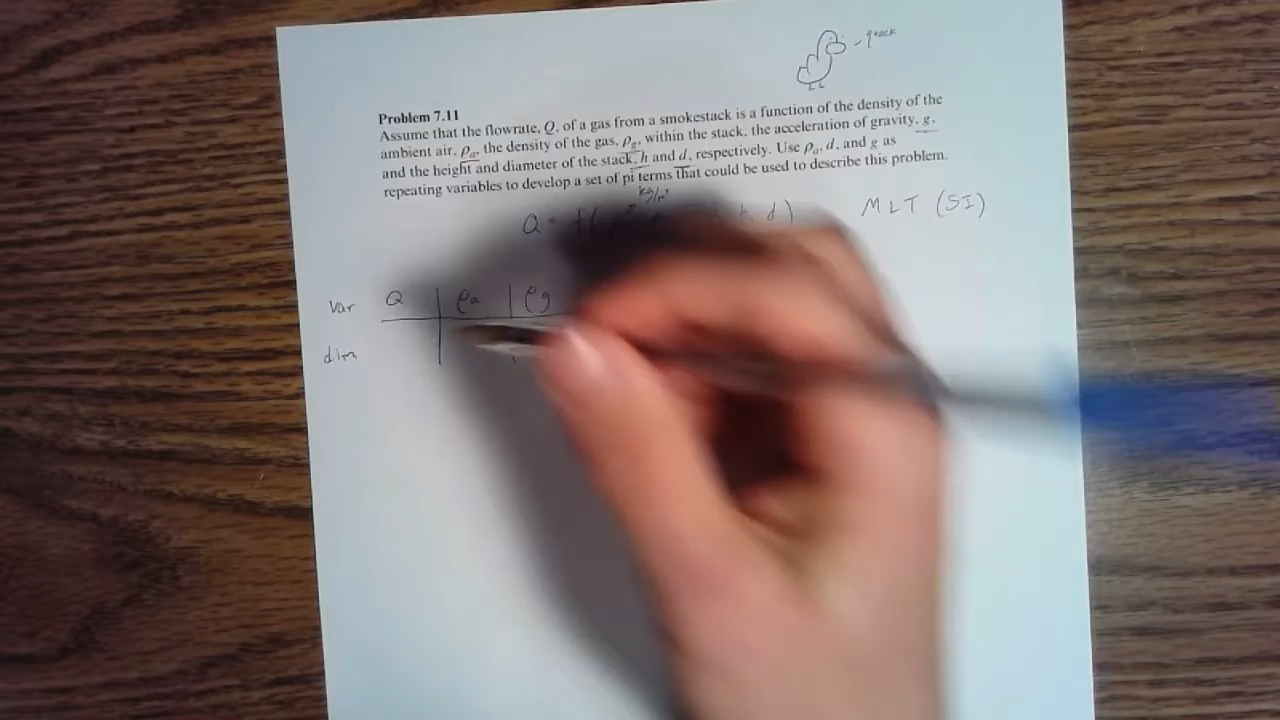 - quack
Problem 7.11
Assume that the flowrate, Q, of a gas from a smokestack is a function of the density of the
ambient air, ρa, the density of the gas, ρg, within the stack, the acceleration of gravity, g,
and the height and diameter of the stack, h and d, respectively. Use ρa, d, and g as
repeating variables to develop a set of pi terms that could be used to describe this problem.
kg/m³
Q d) MLT (SI)
var Q ρa ρg
dim